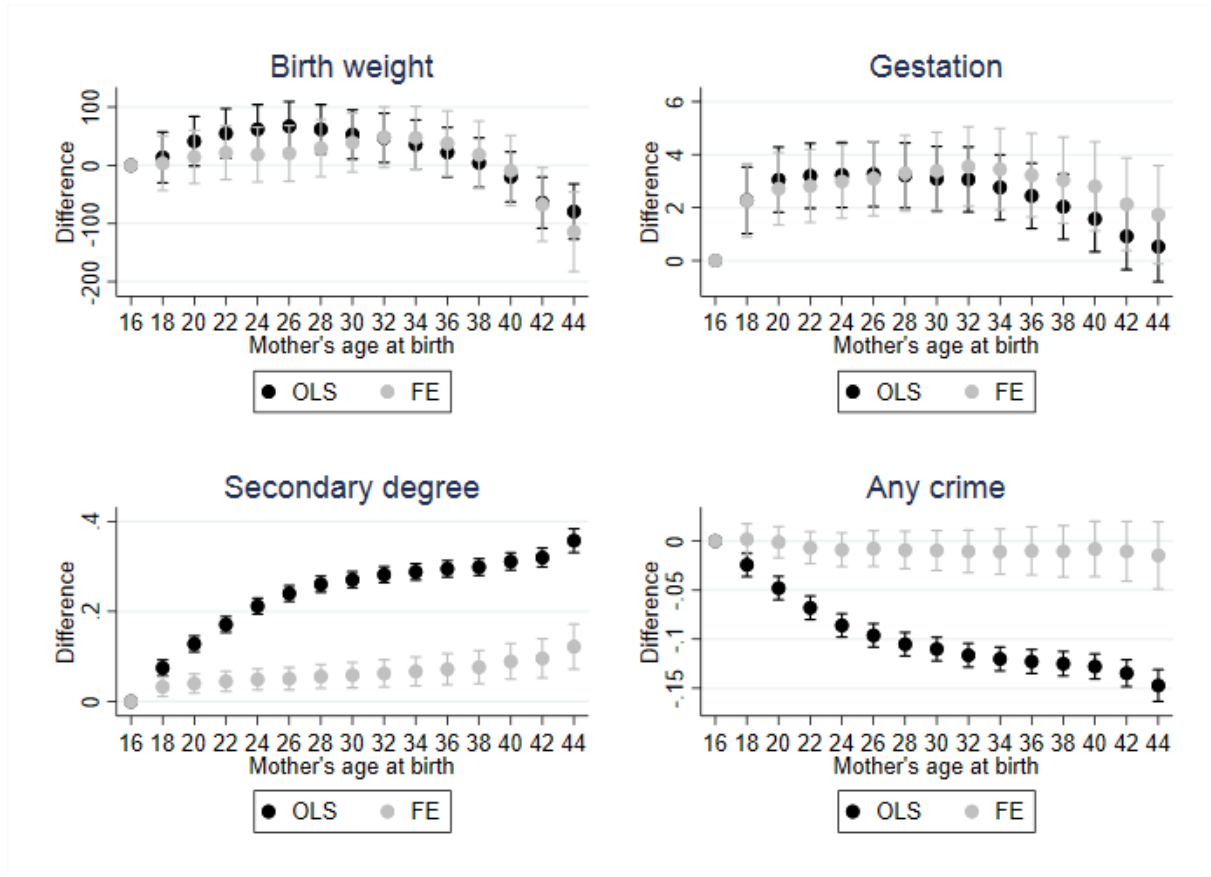 Birth weight
Difference
100
0
-100
-200
16 18 20 22 24 26 28 30 32 34 36 38 40 42 44
Mother's age at birth
OLS FE
Gestation
Difference
6
4
2
0
16 18 20 22 24 26 28 30 32 34 36 38 40 42 44
Mother's age at birth
OLS FE
Secondary degree
Difference
.4
.2
0
16 18 20 22 24 26 28 30 32 34 36 38 40 42 44
Mother's age at birth
OLS FE
Any crime
Difference
0
-.05
-.1
-.15
16 18 20 22 24 26 28 30 32 34 36 38 40 42 44
Mother's age at birth
OLS FE